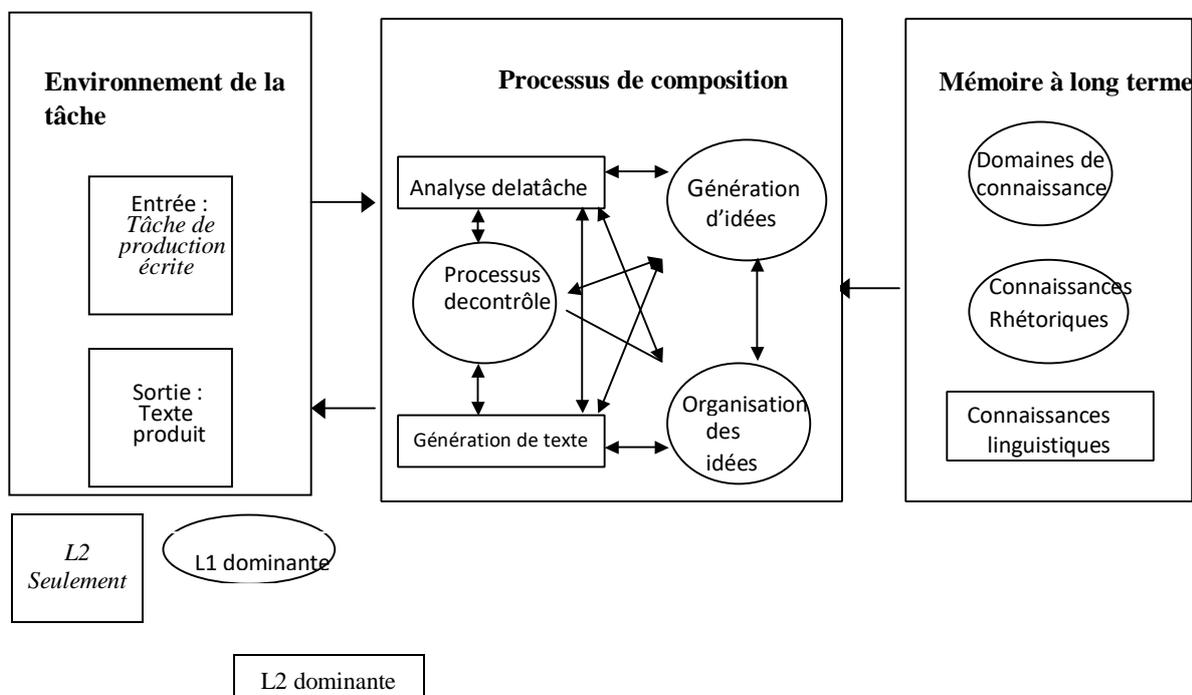 Environnement de la
tâche
Entrée :
Tâche de
production
écrite
Sortie :
Texte
produit
Processus de composition
Analyse delatâche
Génération
d'idées
Processus
decontrôle
Génération de texte
Organisation
des
idées
Mémoire à long terme
Domaines de
connaissance
Connaissances
Rhétoriques
Connaissances
linguistiques
L2
Seulement
L1 dominante
L2 dominante